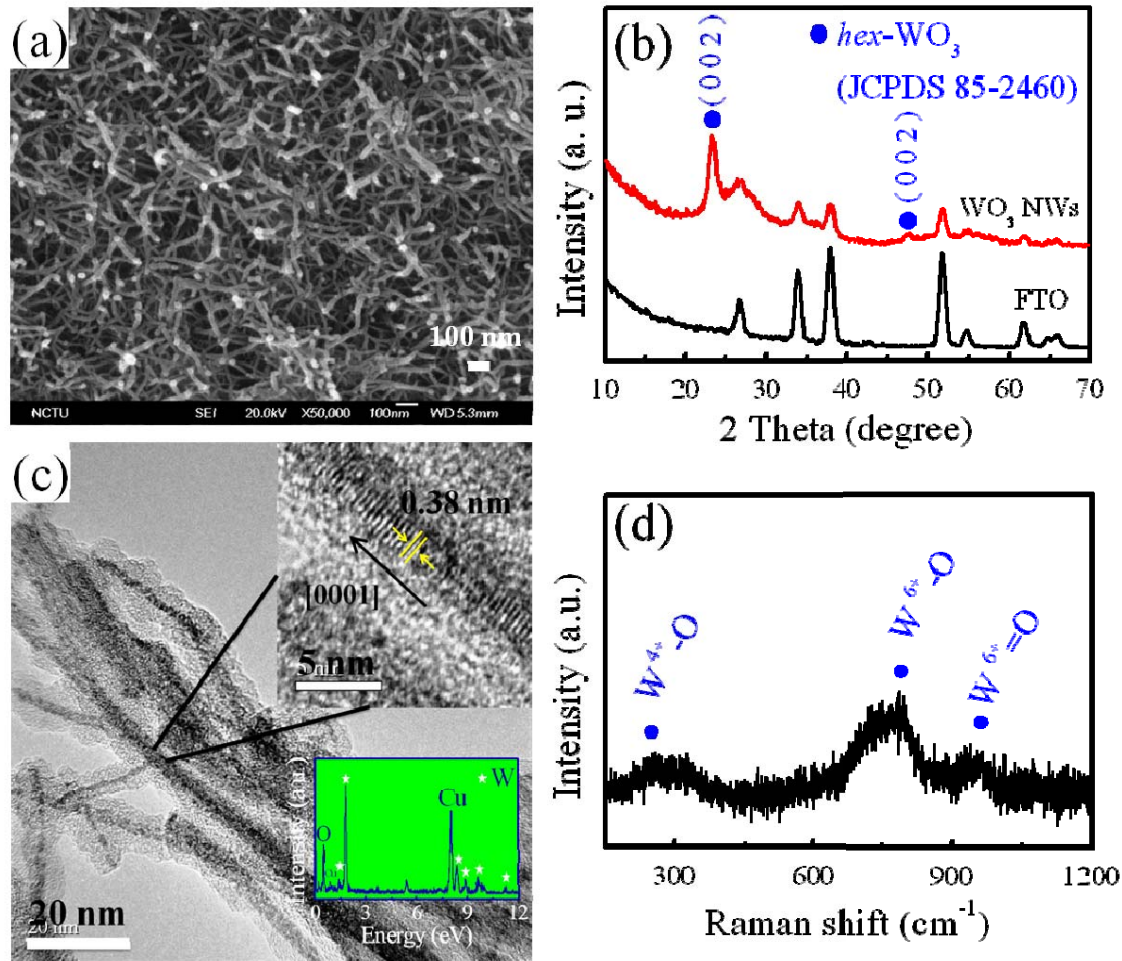 (a)
100 nm
NCTU SEI 20.0kV X50,000 100nm WD 5.3mm
(b)
hex-WO3
(JCPDS 85-2460)
(002)
(002)
WO3 NWs
FTO
Intensity (a. u.)
10 20 30 40 50 60 70
2 Theta (degree)
(c)
0.38 nm
[0001]
5 nm
W
Cu
O
Cu
Intensity (a.u.)
0 3 6 9 12
Energy (eV)
20 nm
20 nm
(d)
W4+-O
W6+-O
W6+=O
Intensity (a.u.)
300 600 900 1200
Raman shift (cm-1)